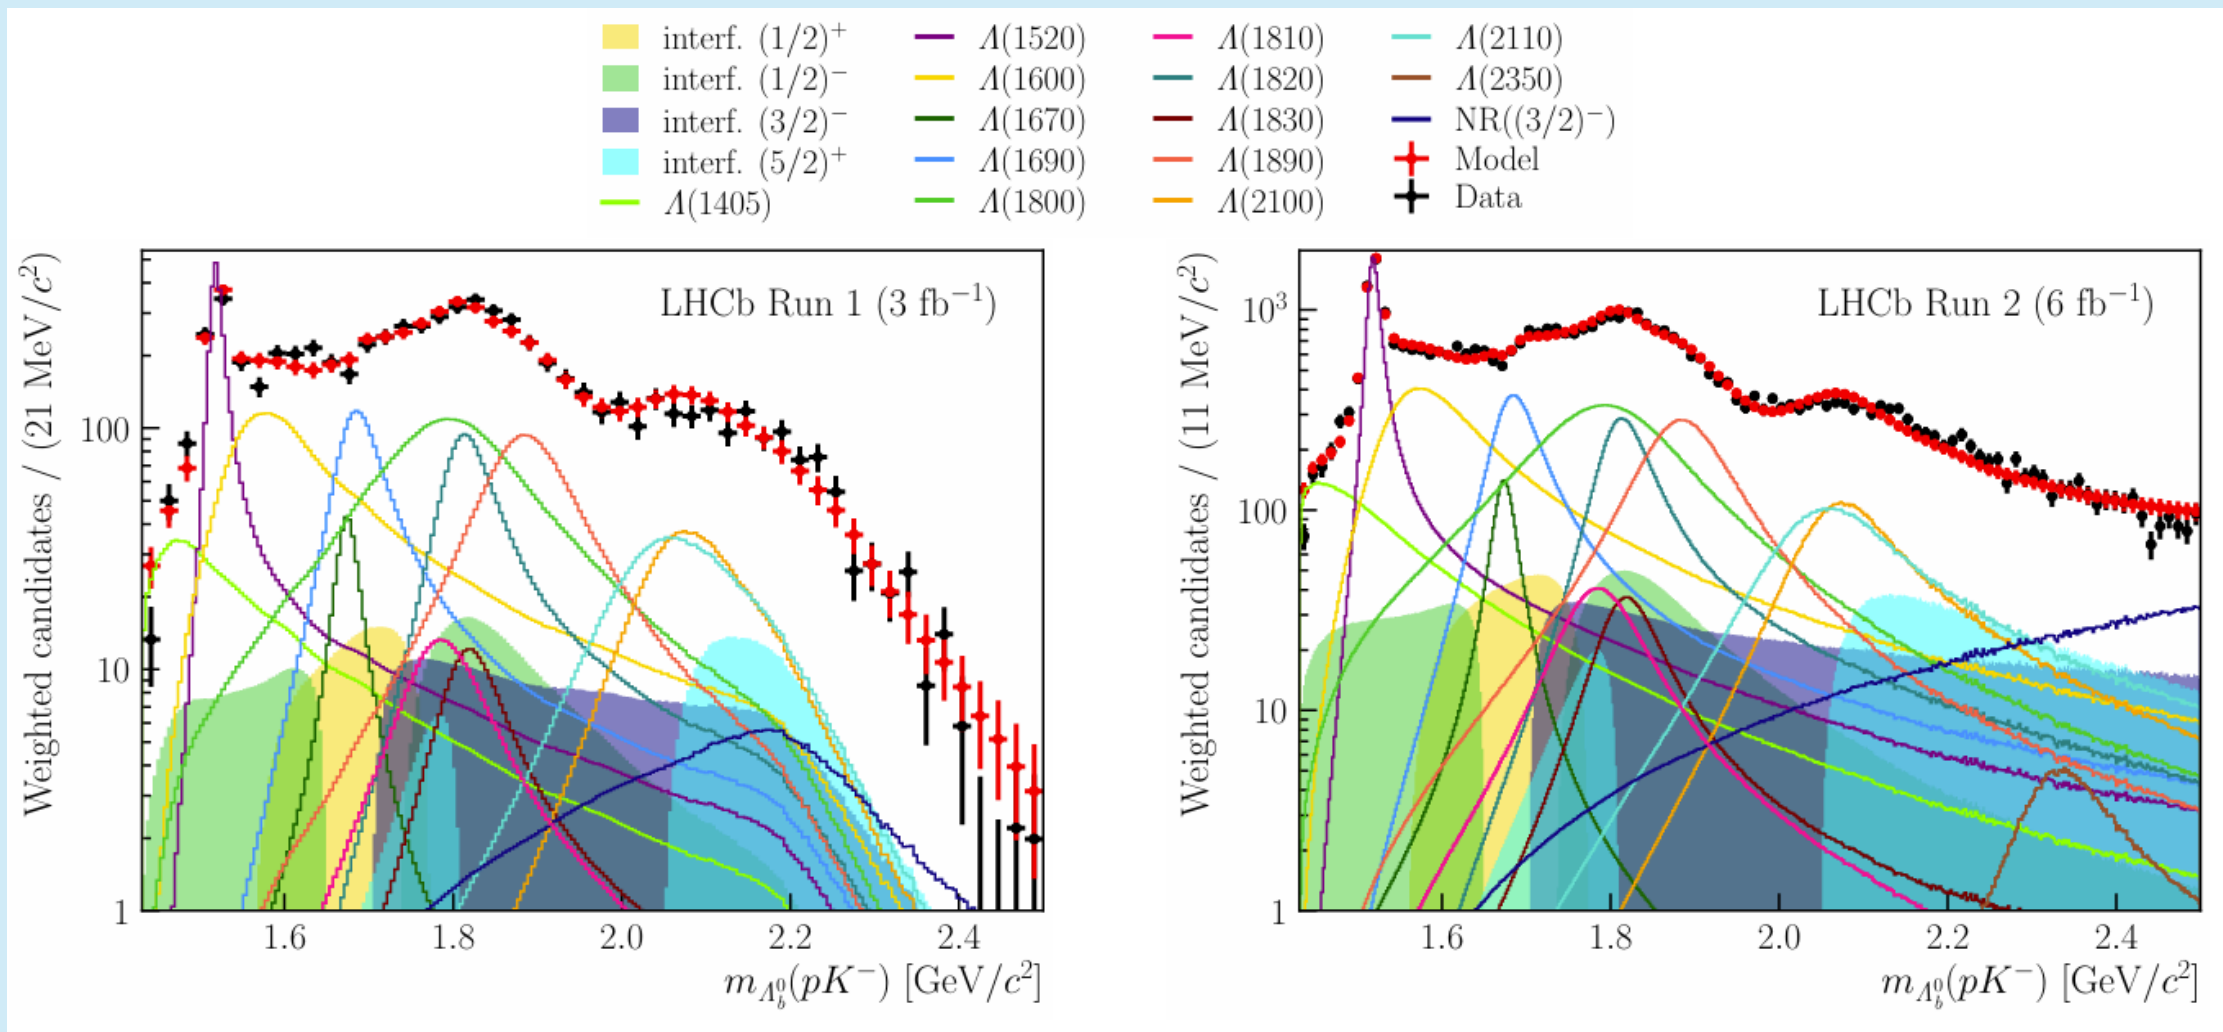 interf. (1/2)⁺ Λ(1520) Λ(1810) Λ(2110)
interf. (1/2)⁻ Λ(1600) Λ(1820) Λ(2350)
interf. (3/2)⁻ Λ(1670) Λ(1830) NR((3/2)⁻)
interf. (5/2)⁺ Λ(1690) Λ(1890) Model
Λ(1405) Λ(1800) Λ(2100) Data
Weighted candidates / (21 MeV/c²)
LHCb Run 1 (3 fb⁻¹)
100
10
1
1.6 1.8 2.0 2.2 2.4
m_{Λ_b^0}(pK⁻) [GeV/c²]
Weighted candidates / (11 MeV/c²)
LHCb Run 2 (6 fb⁻¹)
10³
100
10
1
1.6 1.8 2.0 2.2 2.4
m_{Λ_b^0}(pK⁻) [GeV/c²]